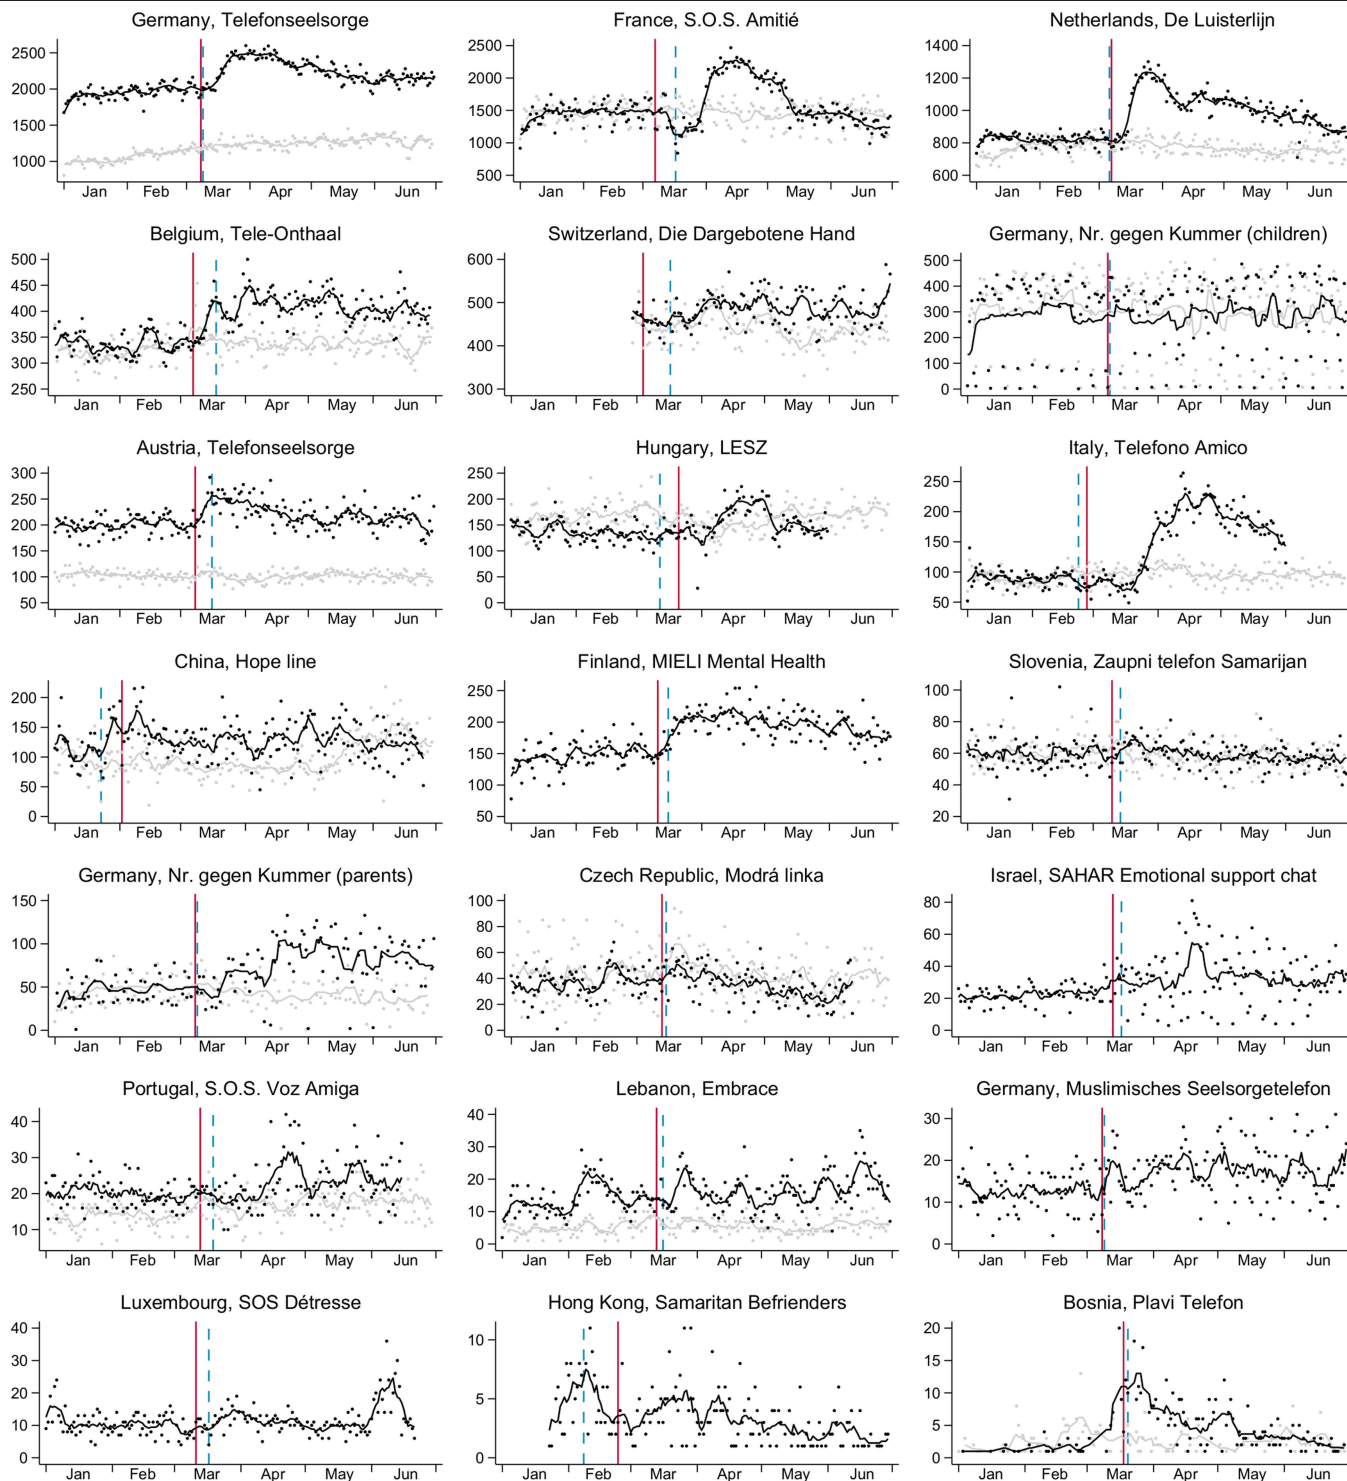 Germany, Telefonseelsorge
2500
2000
1500
1000
Jan Feb Mar Apr May Jun
France, S.O.S. Amitié
2500
2000
1500
1000
500
Jan Feb Mar Apr May Jun
Netherlands, De Luisterlijn
1400
1200
1000
800
600
Jan Feb Mar Apr May Jun
Belgium, Tele-Onthaal
500
450
400
350
300
250
Jan Feb Mar Apr May Jun
Switzerland, Die Dargebotene Hand
600
500
400
300
Jan Feb Mar Apr May Jun
Germany, Nr. gegen Kummer (children)
500
400
300
200
100
0
Jan Feb Mar Apr May Jun
Austria, Telefonseelsorge
300
250
200
150
100
50
Jan Feb Mar Apr May Jun
Hungary, LESZ
250
200
150
100
50
0
Jan Feb Mar Apr May Jun
Italy, Telefono Amico
250
200
150
100
50
Jan Feb Mar Apr May Jun
China, Hope line
200
150
100
50
0
Jan Feb Mar Apr May Jun
Finland, MIELI Mental Health
250
200
150
100
50
Jan Feb Mar Apr May Jun
Slovenia, Zaupni telefon Samarijan
100
80
60
40
20
Jan Feb Mar Apr May Jun
Germany, Nr. gegen Kummer (parents)
150
100
50
0
Jan Feb Mar Apr May Jun
Czech Republic, Modrá linka
100
80
60
40
20
0
Jan Feb Mar Apr May Jun
Israel, SAHAR Emotional support chat
80
60
40
20
0
Jan Feb Mar Apr May Jun
Portugal, S.O.S. Voz Amiga
40
30
20
10
Jan Feb Mar Apr May Jun
Lebanon, Embrace
40
30
20
10
0
Jan Feb Mar Apr May Jun
Germany, Muslimisches Seelsorgetelefon
30
20
10
0
Jan Feb Mar Apr May Jun
Luxembourg, SOS Détresse
40
30
20
10
0
Jan Feb Mar Apr May Jun
Hong Kong, Samaritan Befrienders
10
5
0
Jan Feb Mar Apr May Jun
Bosnia, Plavi Telefon
20
15
10
5
0
Jan Feb Mar Apr May Jun